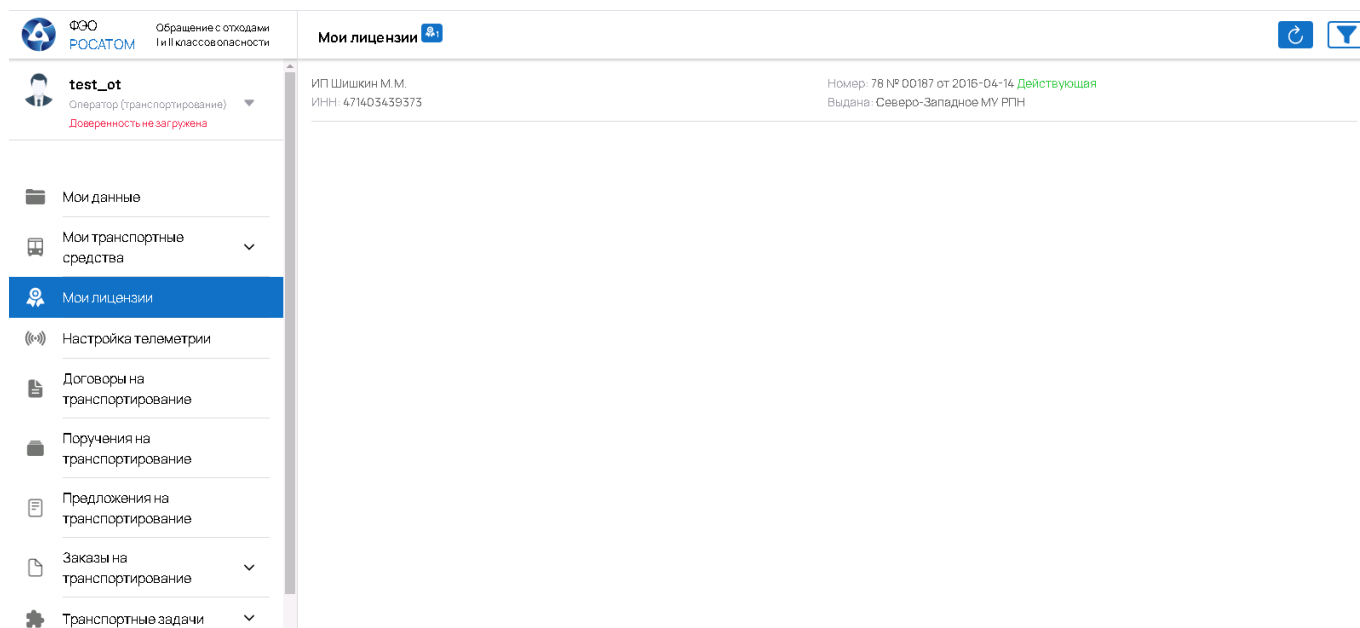 ФЭО
РОСАТОМ
Обращение с отходами
I и II классов опасности
Мои лицензии 1
test_ot
Оператор (транспортирование)
Доверенность не загружена
Мои данные
Мои транспортные
средства
Мои лицензии
Настройка телеметрии
Договоры на
транспортирование
Поручения на
транспортирование
Предложения на
транспортирование
Заказы на
транспортирование
Транспортные задачи
ИП Шишкин М.М.
ИНН: 471403439373
Номер: 78 № 00187 от 2015-04-14 Действующая
Выдана: Северо-Западное МУ РПН